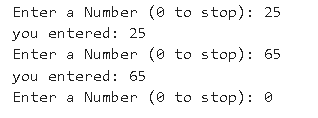 Enter a Number (0 to stop): 25
you entered: 25
Enter a Number (0 to stop): 65
you entered: 65
Enter a Number (0 to stop): 0